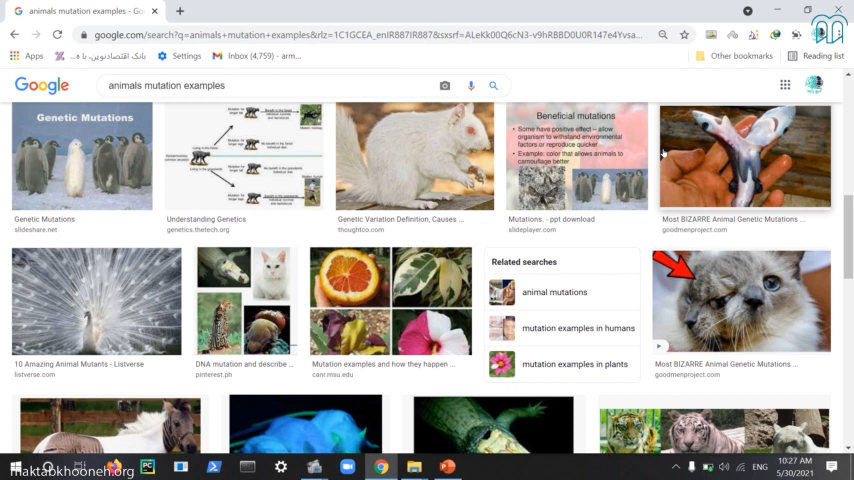 animals mutation examples - Goo
google.com/search?q=animals+mutation+examples&rlz=1C1GCEA_enIR887IR887&sxsrf=ALeKk00Q6cN3-v9hRBBD0U0R147e4Yvsa...
Apps
بانک اقتصادنوین، با ه...
Settings
Inbox (4,759) - arm...
Other bookmarks
Reading list
Google
animals mutation examples
Genetic Mutations
Beneficial mutations
• Some have positive effect – allow
organism to withstand environmental
factors or reproduce quicker
• Example: color that allows animals to
camouflage better
Genetic Mutations
slideshare.net
Understanding Genetics
genetics.thetech.org
Genetic Variation Definition, Causes ...
thoughtco.com
Mutations. - ppt download
slideplayer.com
Most BIZARRE Animal Genetic Mutations ...
goodmenproject.com
Related searches
animal mutations
mutation examples in humans
mutation examples in plants
10 Amazing Animal Mutants - Listverse
listverse.com
DNA mutation and describe ...
pinterest.ph
Mutation examples and how they happen ...
canr.msu.edu
Most BIZARRE Animal Genetic Mutations ...
goodmenproject.com
maktabkhooneh.org
ENG
10:27 AM
5/30/2021